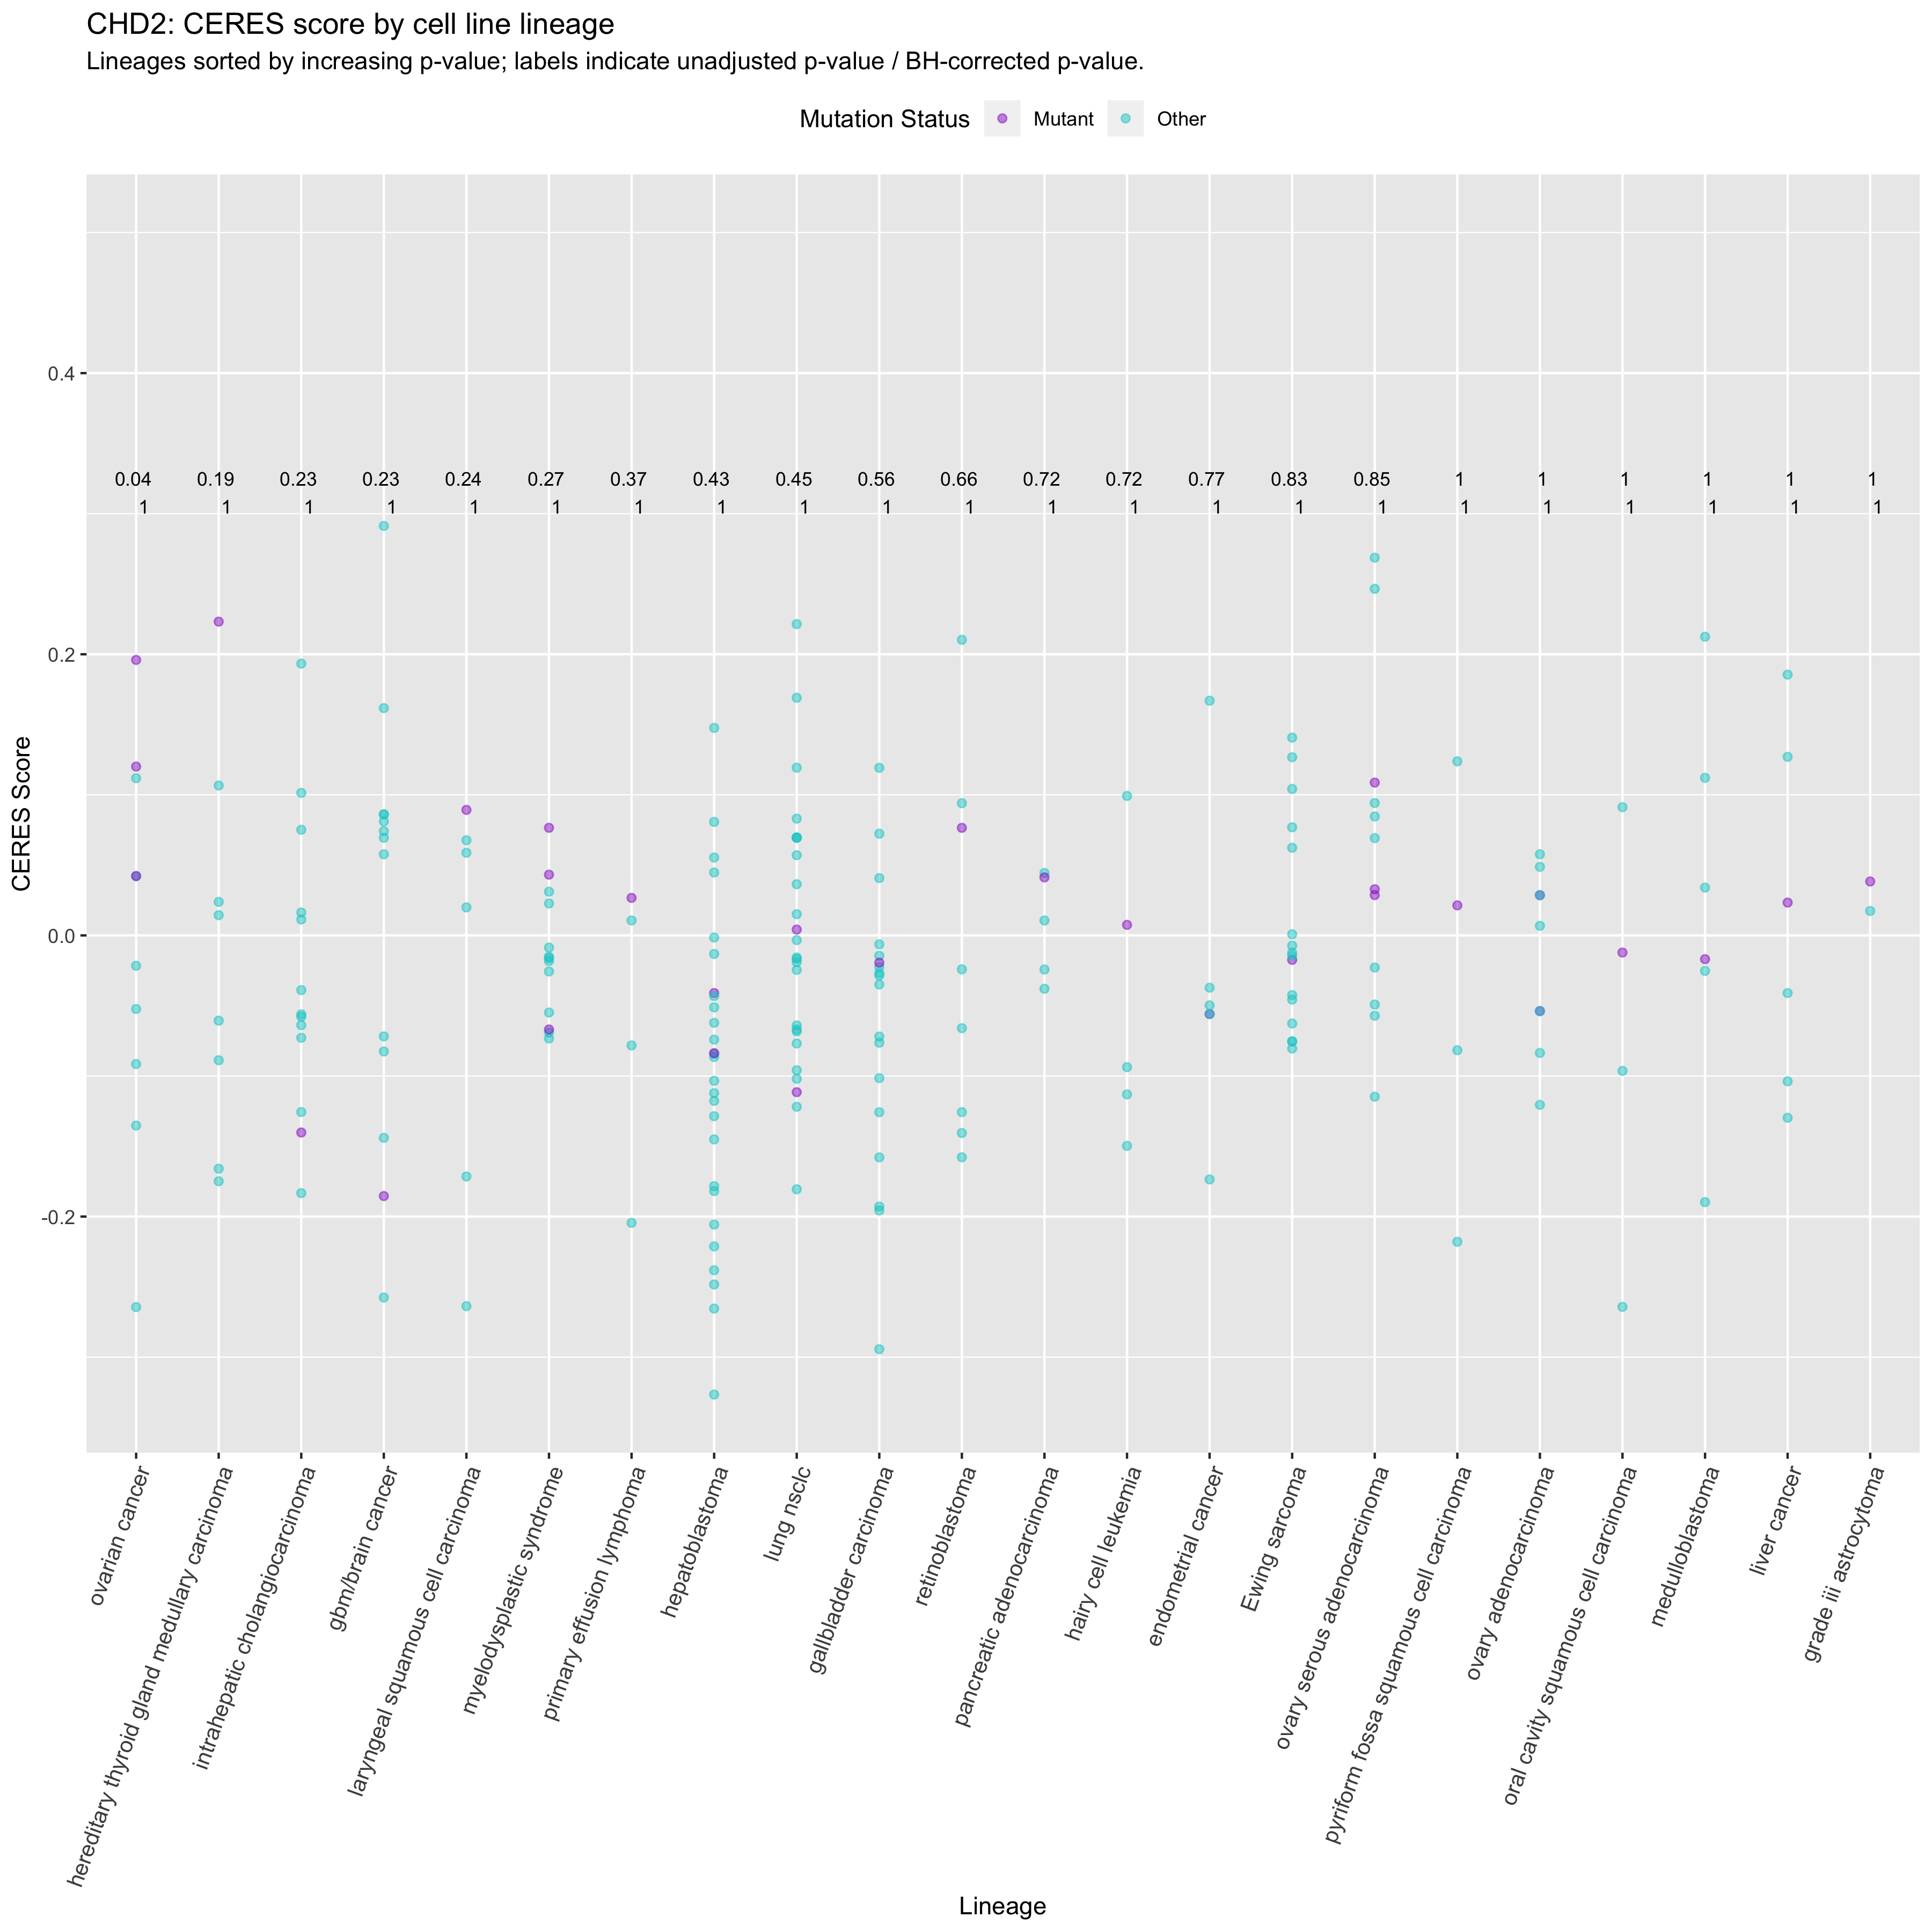 CHD2: CERES score by cell line lineage
Lineages sorted by increasing p-value; labels indicate unadjusted p-value / BH-corrected p-value.
Mutation Status Mutant Other
0.04 0.19 0.23 0.23 0.24 0.27 0.37 0.43 0.45 0.56 0.66 0.72 0.72 0.77 0.83 0.85 1 1 1 1 1 1
1 1 1 1 1 1 1 1 1 1 1 1 1 1 1 1 1 1 1 1 1 1
0.4
0.2
0.0
-0.2
CERES Score
ovarian cancer
hereditary thyroid gland medullary carcinoma
intrahepatic cholangiocarcinoma
gbm/brain cancer
laryngeal squamous cell carcinoma
myelodysplastic syndrome
primary effusion lymphoma
hepatoblastoma
lung nsclc
gallbladder carcinoma
retinoblastoma
pancreatic adenocarcinoma
hairy cell leukemia
endometrial cancer
Ewing sarcoma
ovary serous adenocarcinoma
pyriform fossa squamous cell carcinoma
ovary adenocarcinoma
oral cavity squamous cell carcinoma
medulloblastoma
liver cancer
grade iii astrocytoma
Lineage